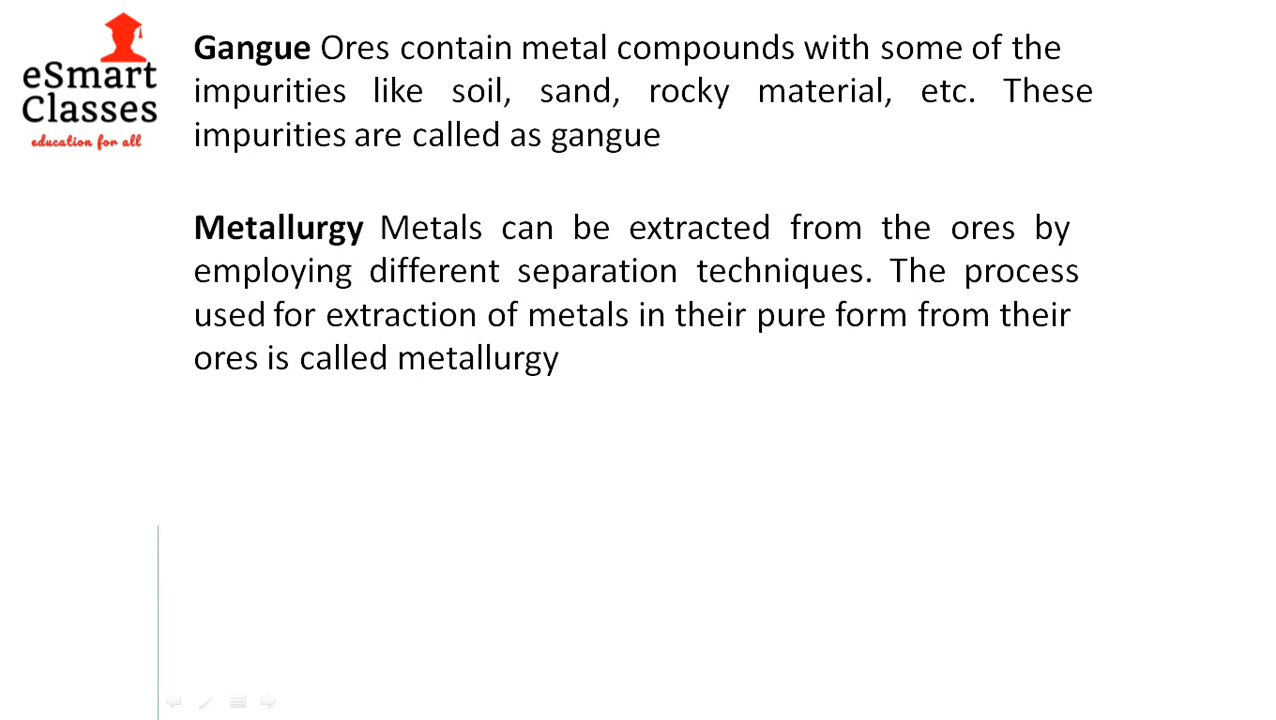 eSmart
Classes
education for all
Gangue Ores contain metal compounds with some of the
impurities like soil, sand, rocky material, etc. These
impurities are called as gangue
Metallurgy Metals can be extracted from the ores by
employing different separation techniques. The process
used for extraction of metals in their pure form from their
ores is called metallurgy